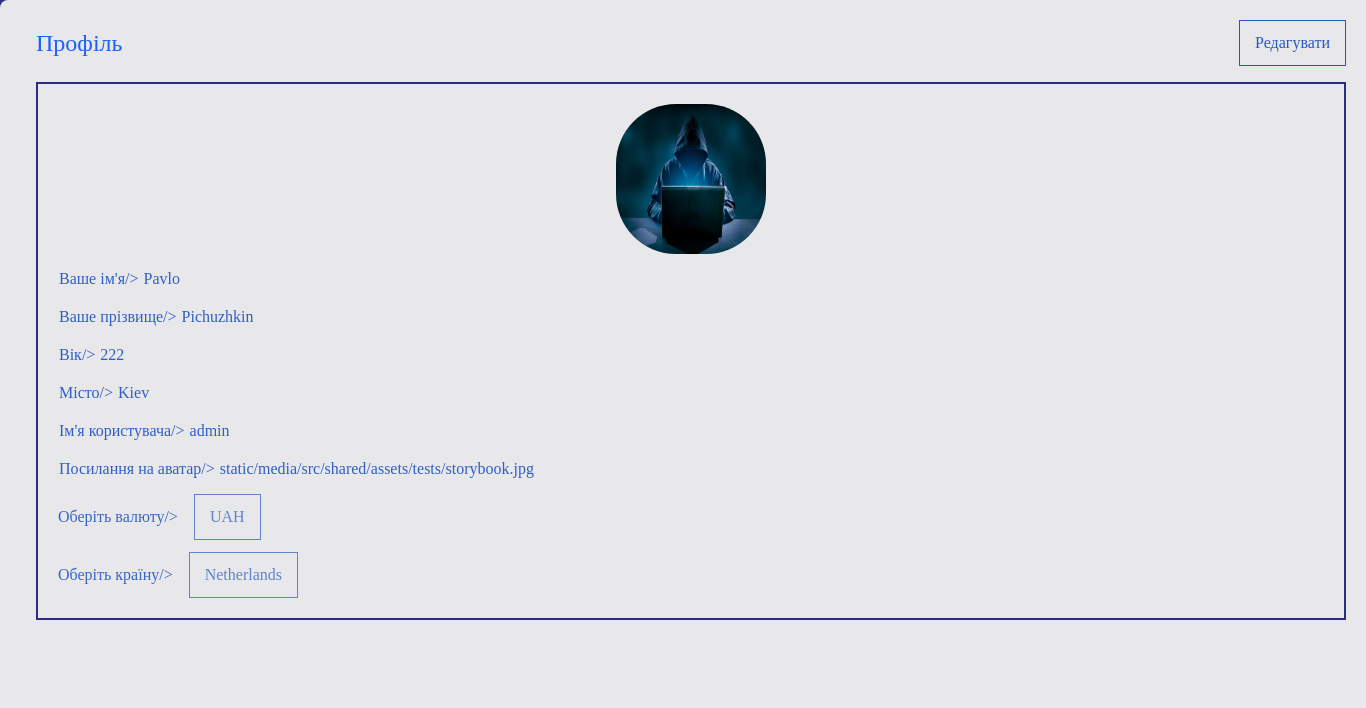 Профіль
Редагувати
Ваше ім'я/> Pavlo
Ваше прізвище/> Pichuzhkin
Вік/> 222
Місто/> Kiev
Ім'я користувача/> admin
Посилання на аватар/> static/media/src/shared/assets/tests/storybook.jpg
Оберіть валюту/> UAH
Оберіть країну/> Netherlands